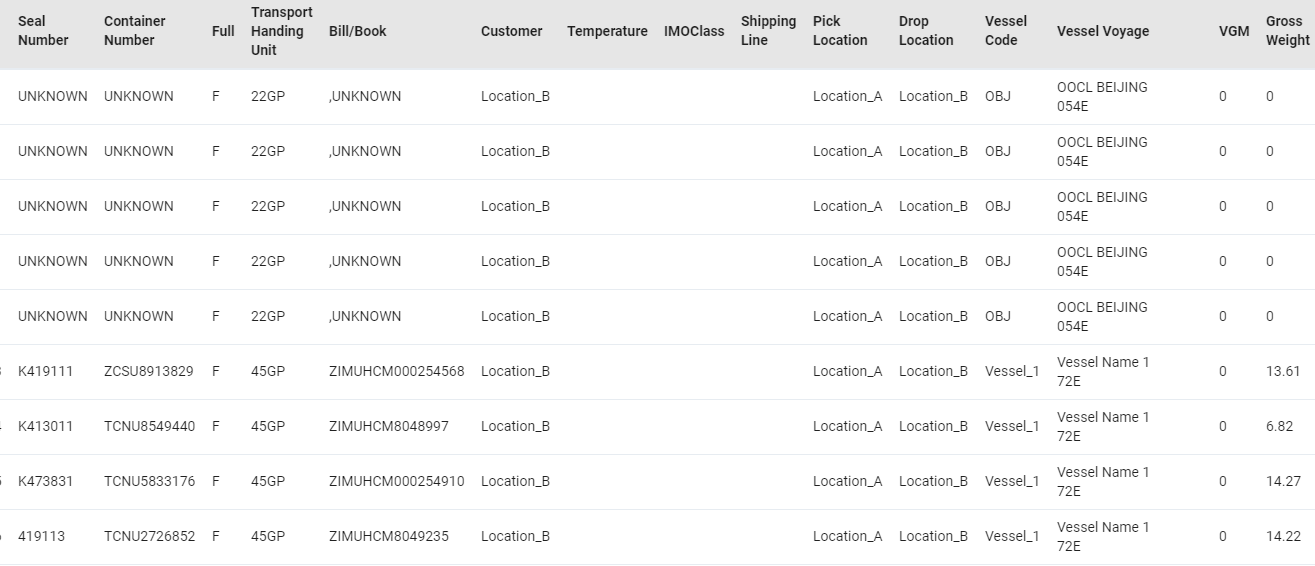 Seal Number Container Number Full Transport Handing Unit Bill/Book Customer Temperature IMOClass Shipping Line Pick Location Drop Location Vessel Code Vessel Voyage VGM Gross Weight
UNKNOWN UNKNOWN F 22GP ,UNKNOWN Location_B Location_A Location_B OBJ OOCL BEIJING 054E 0 0
UNKNOWN UNKNOWN F 22GP ,UNKNOWN Location_B Location_A Location_B OBJ OOCL BEIJING 054E 0 0
UNKNOWN UNKNOWN F 22GP ,UNKNOWN Location_B Location_A Location_B OBJ OOCL BEIJING 054E 0 0
UNKNOWN UNKNOWN F 22GP ,UNKNOWN Location_B Location_A Location_B OBJ OOCL BEIJING 054E 0 0
UNKNOWN UNKNOWN F 22GP ,UNKNOWN Location_B Location_A Location_B OBJ OOCL BEIJING 054E 0 0
K419111 ZCSU8913829 F 45GP ZIMUHCM000254568 Location_B Location_A Location_B Vessel_1 Vessel Name 1 72E 0 13.61
K413011 TCNU8549440 F 45GP ZIMUHCM8048997 Location_B Location_A Location_B Vessel_1 Vessel Name 1 72E 0 6.82
K473831 TCNU5833176 F 45GP ZIMUHCM000254910 Location_B Location_A Location_B Vessel_1 Vessel Name 1 72E 0 14.27
419113 TCNU2726852 F 45GP ZIMUHCM8049235 Location_B Location_A Location_B Vessel_1 Vessel Name 1 72E 0 14.22